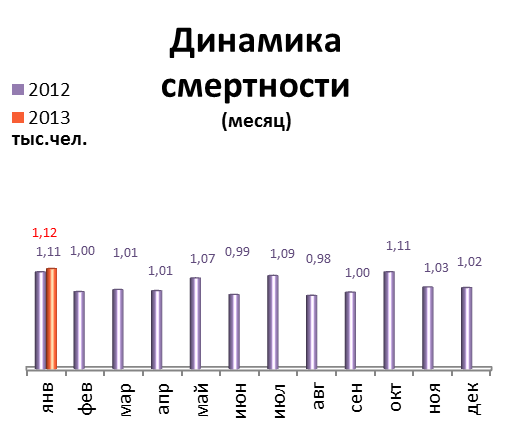 Динамика
смертности
(месяц)
2012
2013
тыс.чел.
1,12
1,11
1,00
1,01
1,01
1,07
0,99
1,09
0,98
1,00
1,11
1,03
1,02
янв
фев
мар
апр
май
июн
июл
авг
сен
окт
ноя
дек